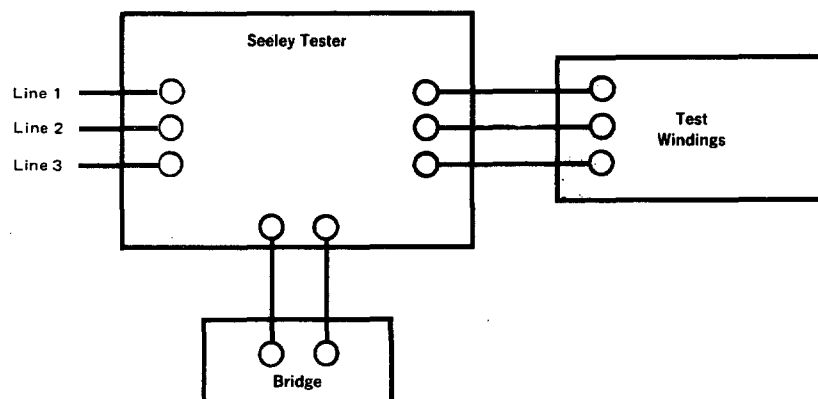 Seeley Tester
Line 1
Line 2
Line 3
Test
Windings
Bridge